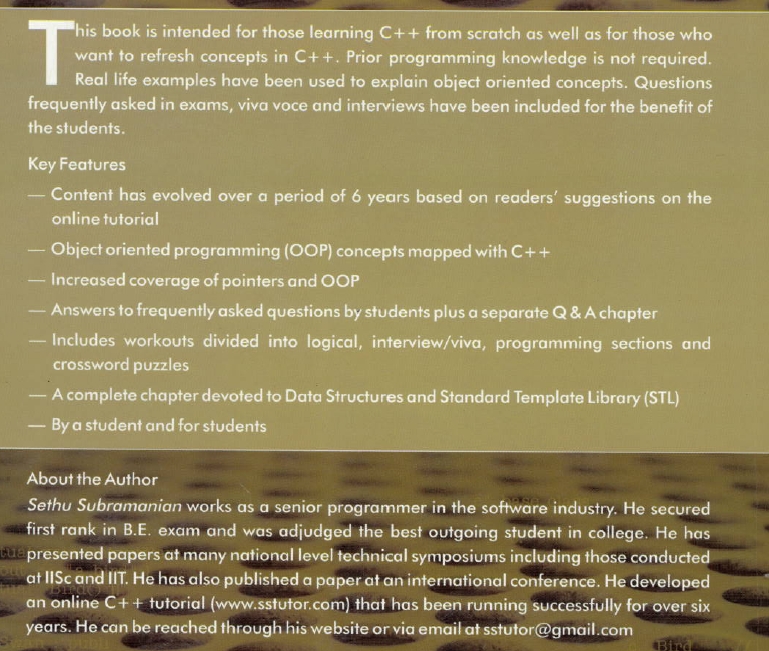 This book is intended for those learning C++ from scratch as well as for those who
want to refresh concepts in C++. Prior programming knowledge is not required.
Real life examples have been used to explain object oriented concepts. Questions
frequently asked in exams, viva voce and interviews have been included for the benefit of
the students.
Key Features
— Content has evolved over a period of 6 years based on readers' suggestions on the
online tutorial
— Object oriented programming (OOP) concepts mapped with C++
— Increased coverage of pointers and OOP
— Answers to frequently asked questions by students plus a separate Q & A chapter
— Includes workouts divided into logical, interview/viva, programming sections and
crossword puzzles
— A complete chapter devoted to Data Structures and Standard Template Library (STL)
— By a student and for students
About the Author
Sethu Subramanian works as a senior programmer in the software industry. He secured
first rank in B.E. exam and was adjudged the best outgoing student in college. He has
presented papers at many national level technical symposiums including those conducted
at IISc and IIT. He has also published a paper at an international conference. He developed
an online C++ tutorial (www.sstutor.com) that has been running successfully for over six
years. He can be reached through his website or via email at sstutor@gmail.com
Bird